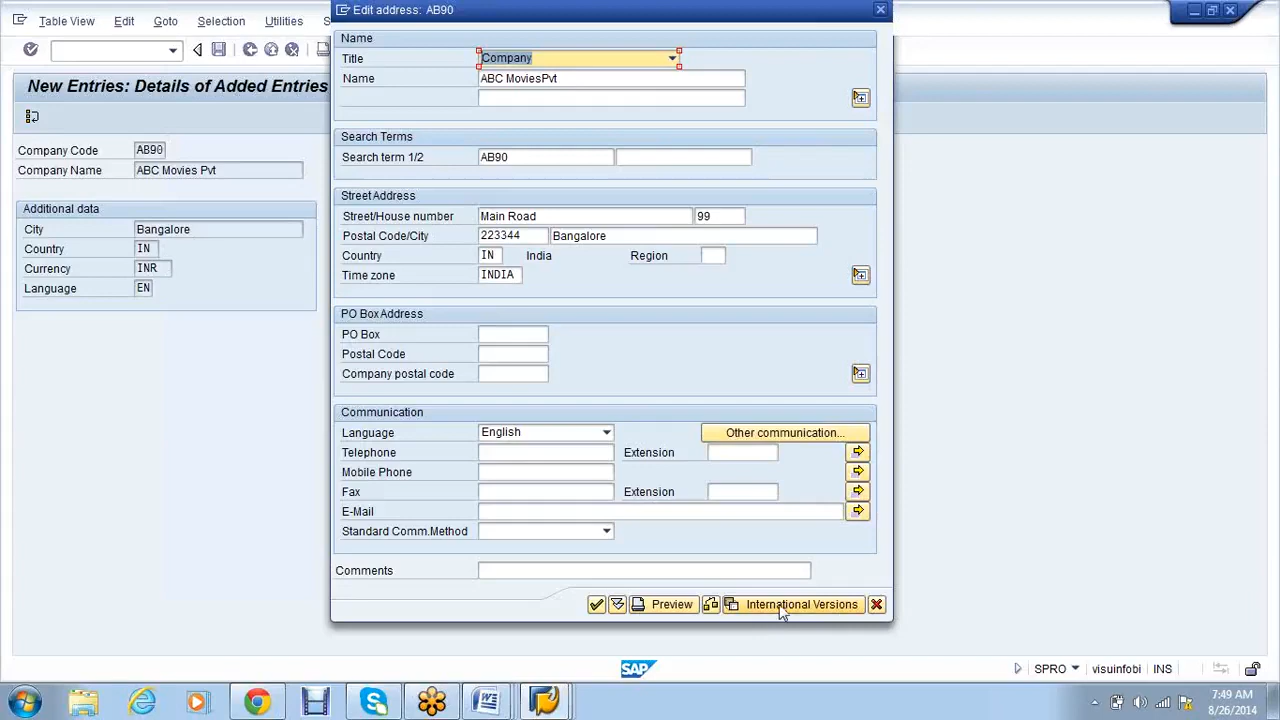 Edit address: AB90
Table View Edit Goto Selection Utilities S
Name
Title Company
Name ABC MoviesPvt
New Entries: Details of Added Entries
Search Terms
Search term 1/2 AB90
Company Code AB90
Company Name ABC Movies Pvt
Street Address
Additional data
Street/House number Main Road 99
City Bangalore
Postal Code/City 223344 Bangalore
Country IN
Country IN India Region
Currency INR
Time zone INDIA
Language EN
PO Box Address
PO Box
Postal Code
Company postal code
Communication
Language English Other communication...
Telephone Extension
Mobile Phone
Fax Extension
E-Mail
Standard Comm.Method
Comments
Preview International Versions
SAP SPRO visuinfobi INS
7:49 AM
8/26/2014